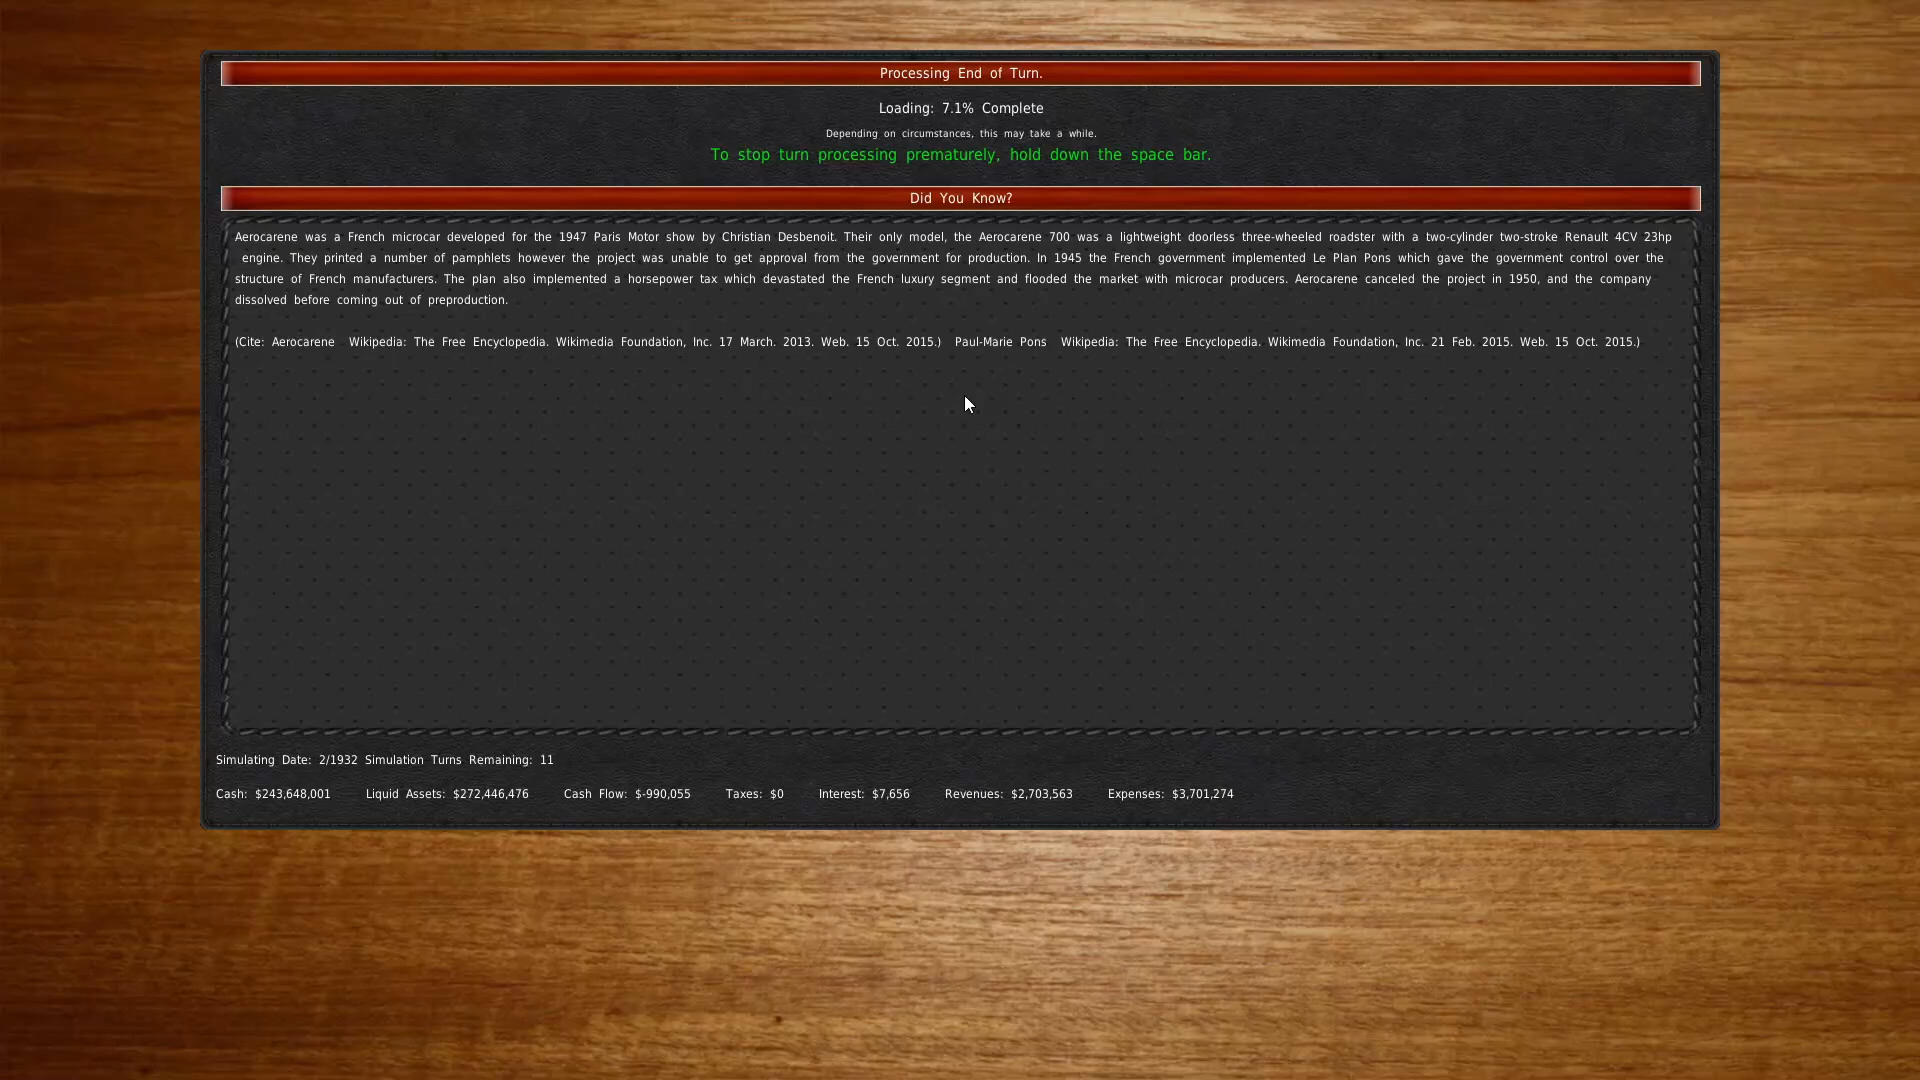 Processing End of Turn.
Loading: 7.1% Complete
Depending on circumstances, this may take a while.
To stop turn processing prematurely, hold down the space bar.
Did You Know?
Aerocarene was a French microcar developed for the 1947 Paris Motor show by Christian Desbenoit. Their only model, the Aerocarene 700 was a lightweight doorless three-wheeled roadster with a two-cylinder two-stroke Renault 4CV 23hp
engine. They printed a number of pamphlets however the project was unable to get approval from the government for production. In 1945 the French government implemented Le Plan Pons which gave the government control over the
structure of French manufacturers. The plan also implemented a horsepower tax which devastated the French luxury segment and flooded the market with microcar producers. Aerocarene canceled the project in 1950, and the company
dissolved before coming out of preproduction.
(Cite: Aerocarene Wikipedia: The Free Encyclopedia. Wikimedia Foundation, Inc. 17 March. 2013. Web. 15 Oct. 2015.) Paul-Marie Pons Wikipedia: The Free Encyclopedia. Wikimedia Foundation, Inc. 21 Feb. 2015. Web. 15 Oct. 2015.)
Simulating Date: 2/1932 Simulation Turns Remaining: 11
Cash: $243,648,001 Liquid Assets: $272,446,476 Cash Flow: $-990,055 Taxes: $0 Interest: $7,656 Revenues: $2,703,563 Expenses: $3,701,274